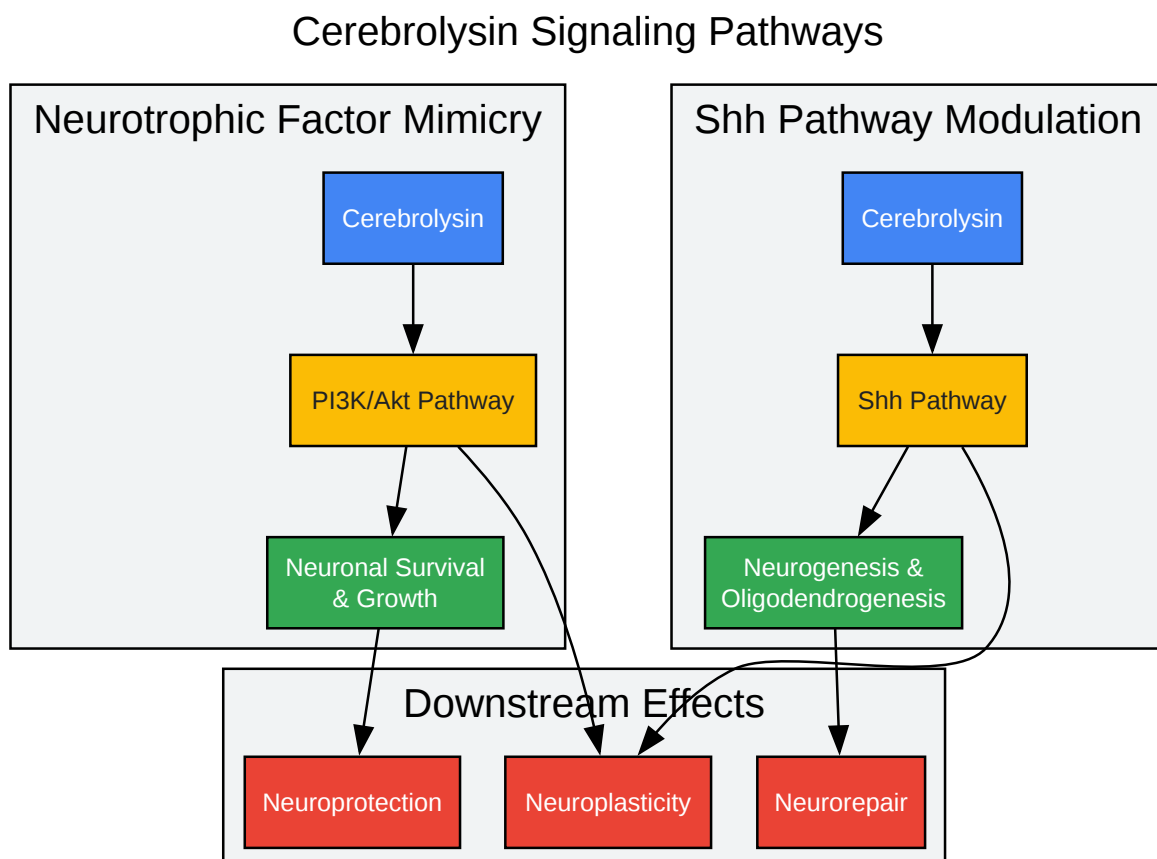 Cerebrolysin Signaling Pathways
Neurotrophic Factor Mimicry
Cerebrolysin
PI3K/Akt Pathway
Neuronal Survival
& Growth
Shh Pathway Modulation
Cerebrolysin
Shh Pathway
Neurogenesis &
Oligodendrogenesis
Downstream Effects
Neuroprotection
Neuroplasticity
Neurorepair